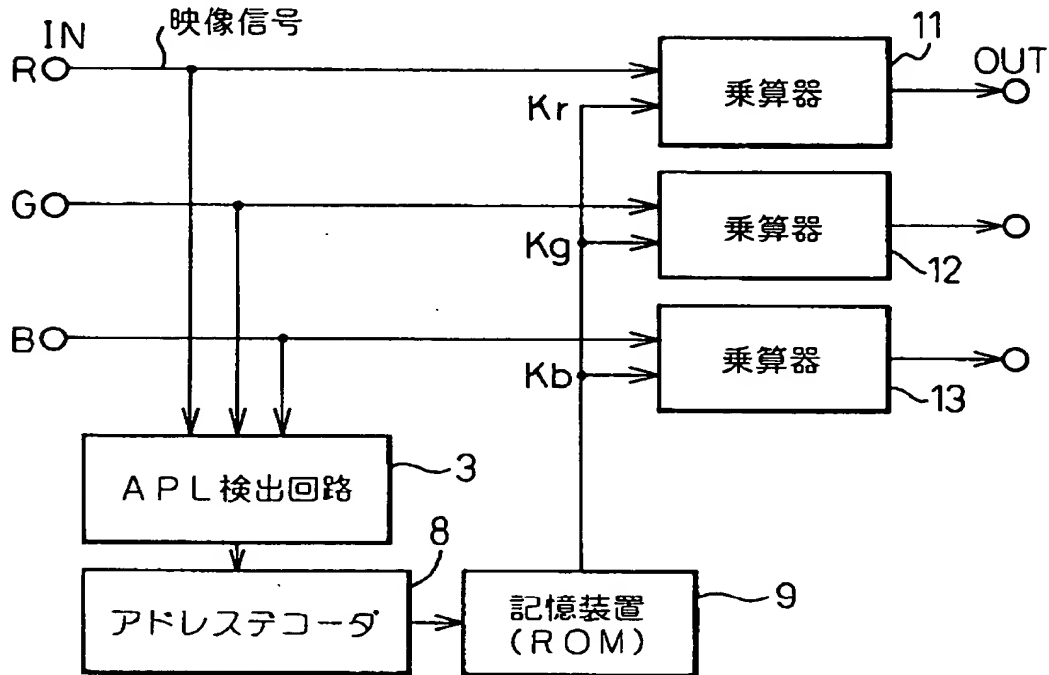 IN
映像信号
11
OUT
R
乗算器
Kr
G
乗算器
Kg
12
B
乗算器
Kb
13
APL検出回路
3
8
アドレスデコーダ
記憶装置
(ROM)
9